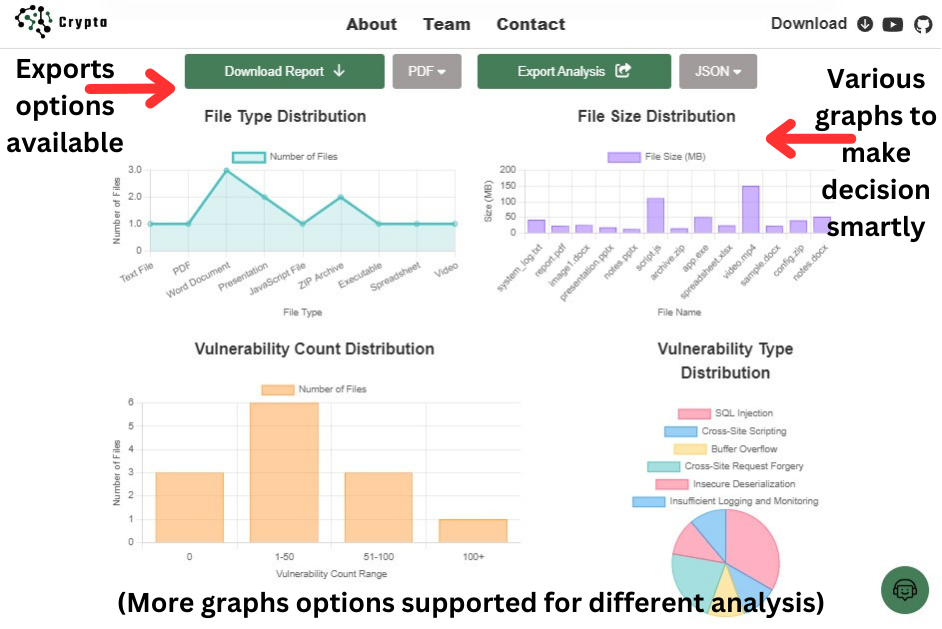 Crypto
About Team Contact
Download
Exports
options
available
Download Report
PDF
Export Analysis
JSON
Various
graphs to
make
decision
smartly
File Type Distribution
Number of Files
3.0
2.0
1.0
0
Number of Files
Text File
PDF
Word Document
Presentation
JavaScript File
ZIP Archive
Executable
Spreadsheet
Video
File Type
File Size Distribution
File Size (MB)
200
150
100
50
0
Size (MB)
system_log.txt
report.pdf
image1.docx
presentation.pptx
notes.pptx
script.js
archive.zip
app.exe
spreadsheet.xlsx
video.mp4
sample.docx
config.zip
notes.docx
File Name
Vulnerability Count Distribution
Number of Files
6
5
4
3
2
1
0
Number of Files
0
1-50
51-100
100+
Vulnerability Count Range
Vulnerability Type
Distribution
SQL Injection
Cross-Site Scripting
Buffer Overflow
Cross-Site Request Forgery
Insecure Deserialization
Insufficient Logging and Monitoring
(More graphs options supported for different analysis)